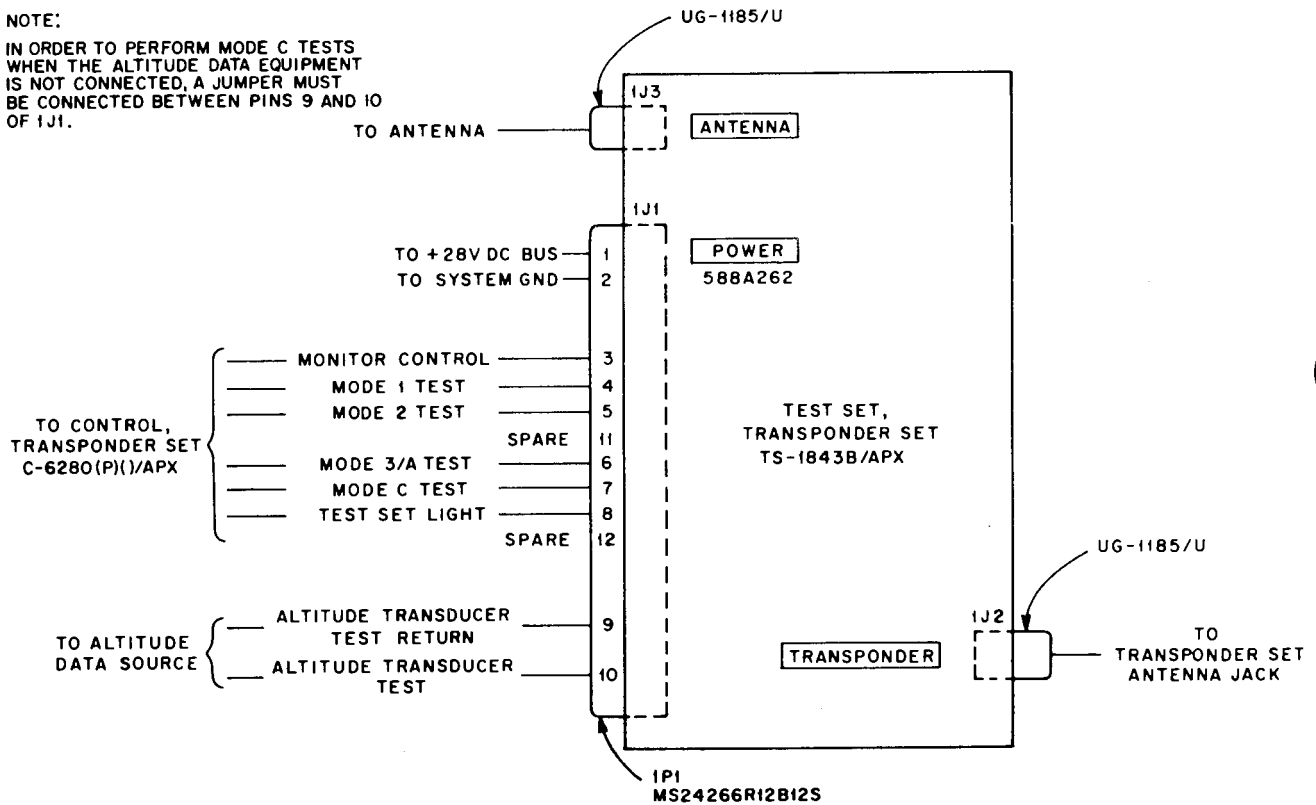 NOTE:
IN ORDER TO PERFORM MODE C TESTS
WHEN THE ALTITUDE DATA EQUIPMENT
IS NOT CONNECTED, A JUMPER MUST
BE CONNECTED BETWEEN PINS 9 AND 10
OF 1J1.
UG-1185/U
1J3
TO ANTENNA
ANTENNA
1J1
TO +28V DC BUS
1
POWER
TO SYSTEM GND
2
588A262
MONITOR CONTROL
3
MODE 1 TEST
4
MODE 2 TEST
5
SPARE
11
MODE 3/A TEST
6
MODE C TEST
7
TEST SET LIGHT
8
SPARE
12
TO CONTROL,
TRANSPONDER SET
C-6280(P)()/APX
TEST SET,
TRANSPONDER SET
TS-1843B/APX
UG-1185/U
ALTITUDE TRANSDUCER
TEST RETURN
9
ALTITUDE TRANSDUCER
TEST
10
TO ALTITUDE
DATA SOURCE
1J2
TRANSPONDER
TO
TRANSPONDER SET
ANTENNA JACK
1P1
MS24266R12B12S